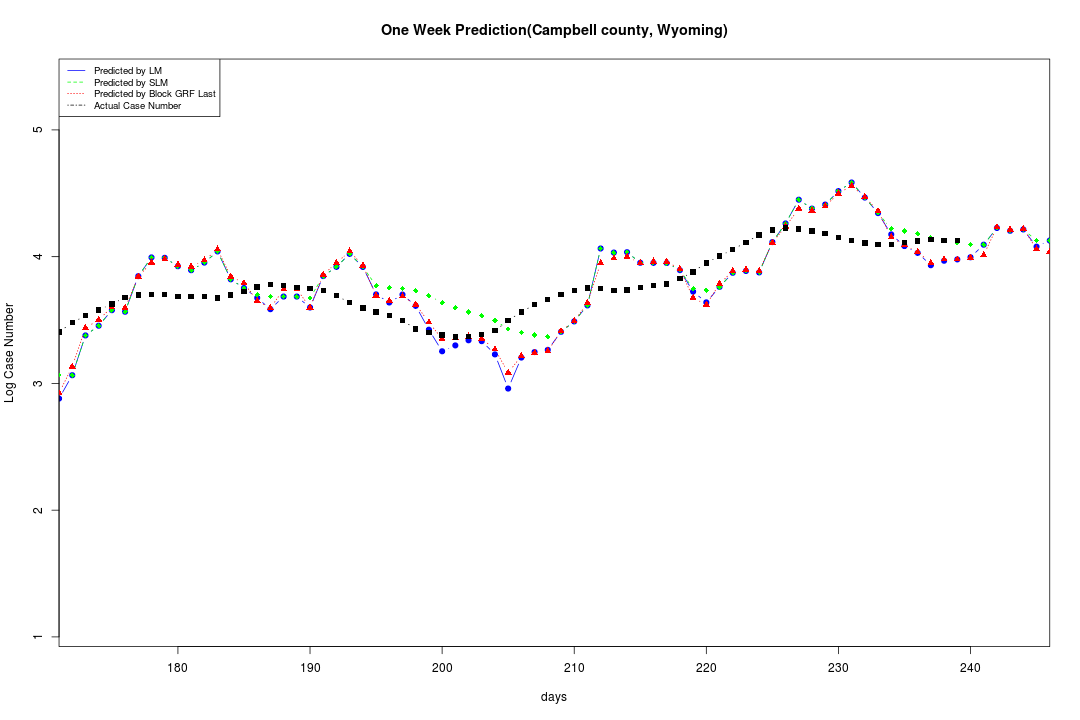 One Week Prediction(Campbell county, Wyoming)
Predicted by LM
Predicted by SLM
Predicted by Block GRF Last
Actual Case Number
5
4
3
2
1
Log Case Number
180 190 200 210 220 230 240
days